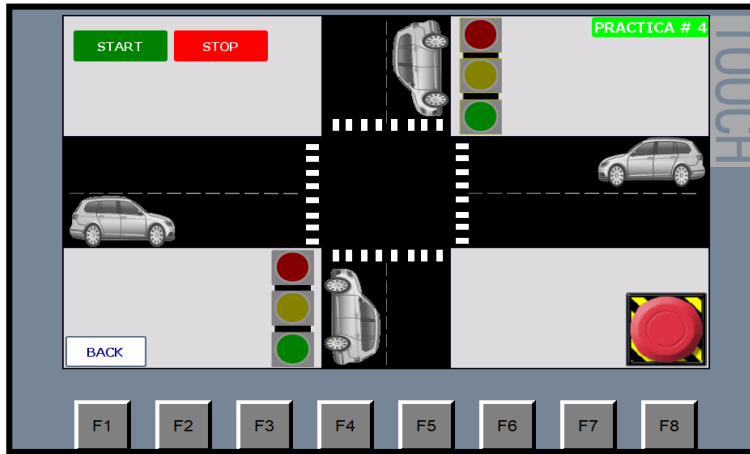 PRACTICA # 4
START
STOP
TOUCH
BACK
F1
F2
F3
F4
F5
F6
F7
F8